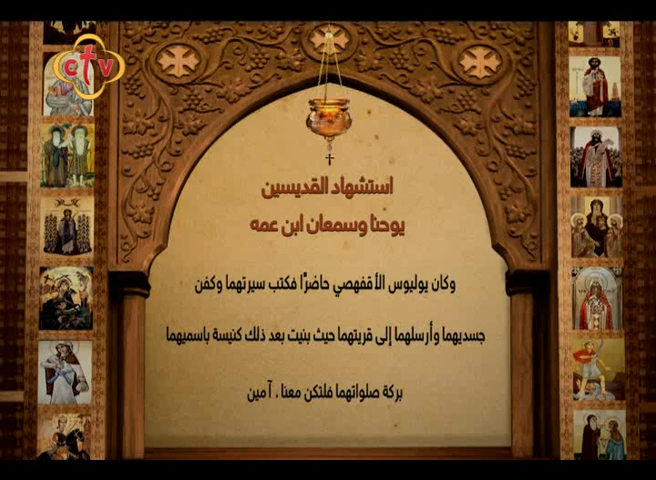 CTV
استشهاد القديسين
يوحنا وسمعان ابن عمه
وكان يوليوس الأقفهصي حاضرًا فكتب سيرتهما وكفن
جسديهما وأرسلهما إلى قريتهما حيث بنيت بعد ذلك كنيسة باسميهما
بركة صلواتهما فلتكن معنا . آمين